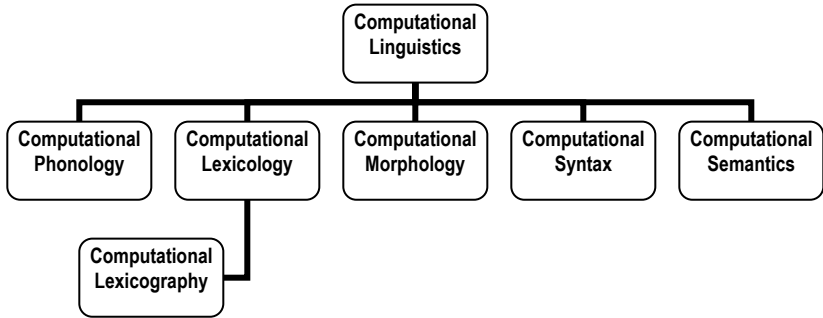 Computational
Linguistics
Computational
Phonology
Computational
Lexicology
Computational
Morphology
Computational
Syntax
Computational
Semantics
Computational
Lexicography